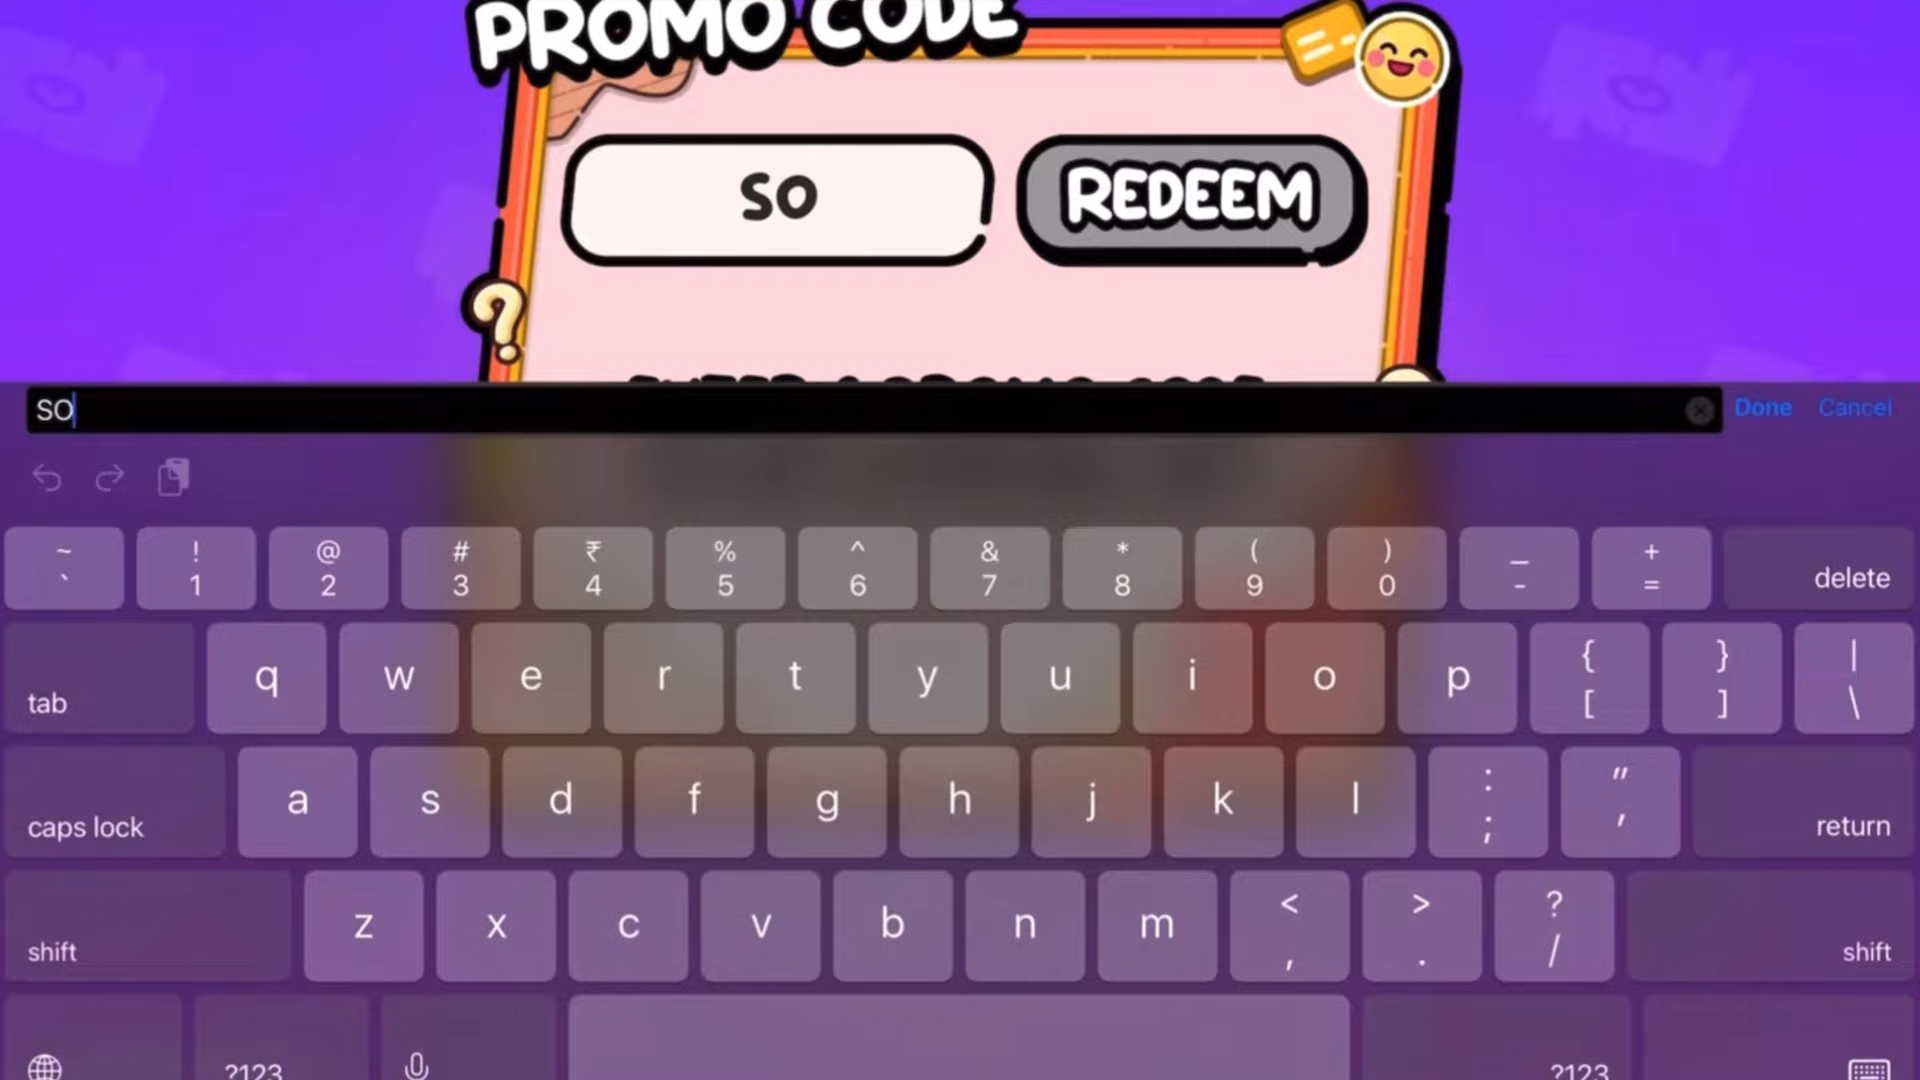 PROMO CODE
SO
REDEEM
SO
Done Cancel
~ ! @ # ₹ % ^ & * ( ) _ +
` 1 2 3 4 5 6 7 8 9 0 - = delete
tab q w e r t y u i o p { [ } ] | \
caps lock a s d f g h j k l : ; " ' return
shift z x c v b n m < , > . ? / shift
?123 ?123